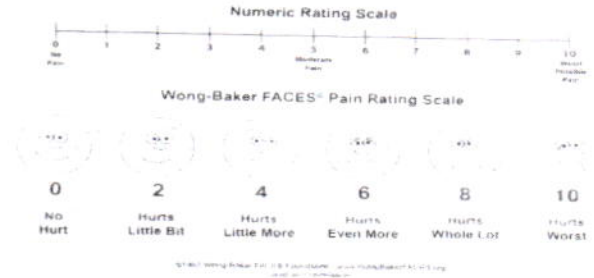 Numeric Rating Scale
0 1 2 3 4 5 6 7 8 9 10
No Moderate Worst
Pain Pain Possible
Pain
Wong-Baker FACES® Pain Rating Scale
0 2 4 6 8 10
No Hurts Hurts Hurts Hurts Hurts
Hurt Little Bit Little More Even More Whole Lot Worst